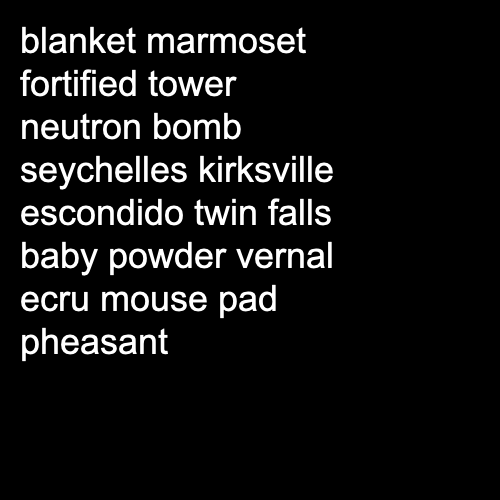 blanket marmoset
fortified tower
neutron bomb
seychelles kirksville
escondido twin falls
baby powder vernal
ecru mouse pad
pheasant